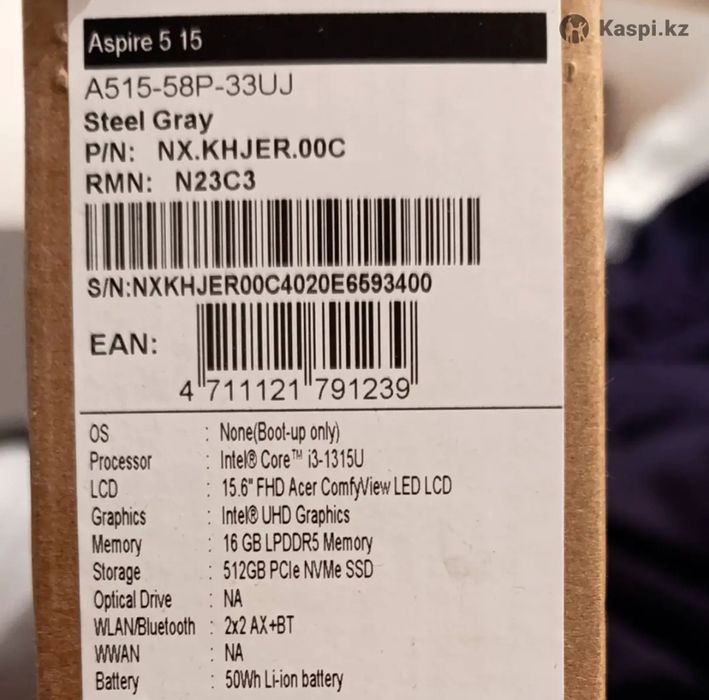 Kaspi.kz
Aspire 5 15
A515-58P-33UJ
Steel Gray
P/N: NX.KHJER.00C
RMN: N23C3
S/N:NXKHJER00C4020E6593400
EAN:
4 711121 791239
OS : None(Boot-up only)
Processor : Intel® Core™ i3-1315U
LCD : 15.6" FHD Acer ComfyView LED LCD
Graphics : Intel® UHD Graphics
Memory : 16 GB LPDDR5 Memory
Storage : 512GB PCIe NVMe SSD
Optical Drive : NA
WLAN/Bluetooth : 2x2 AX+BT
WWAN : NA
Battery : 50Wh Li-ion battery